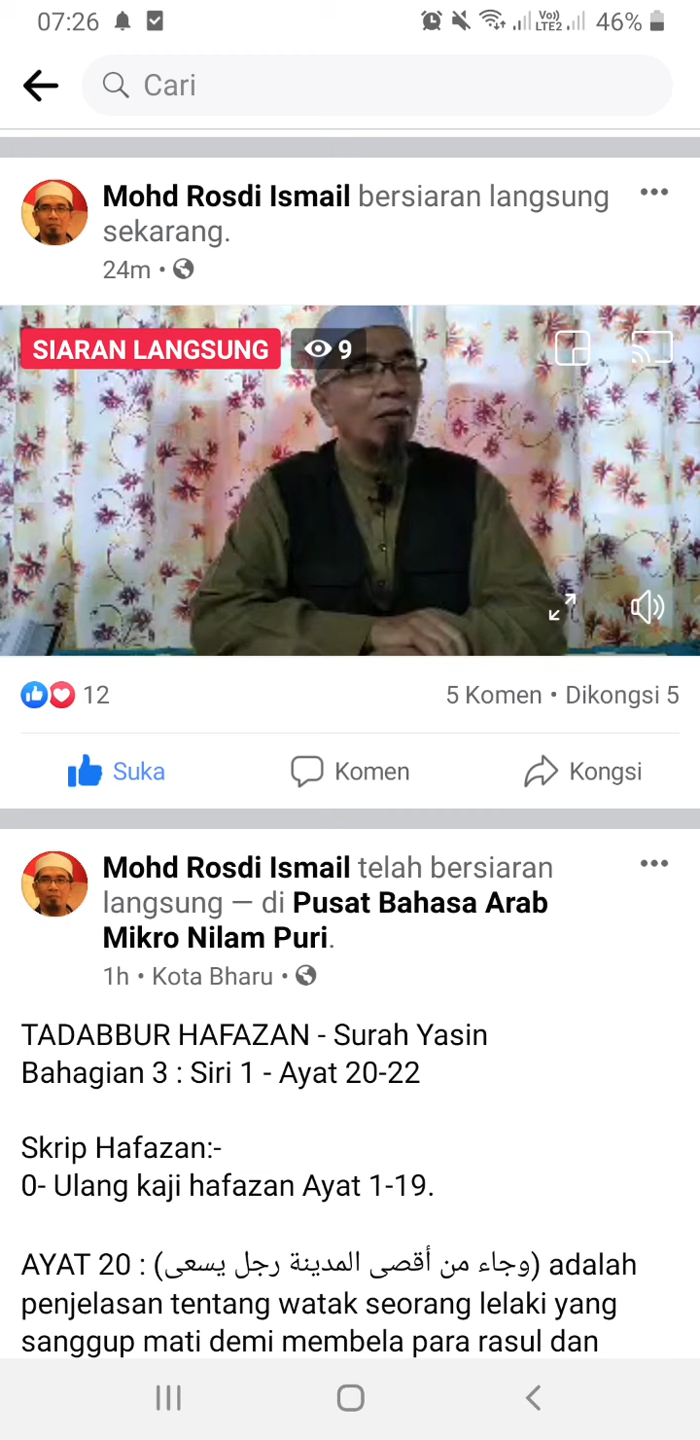 07:26
Vo))
LTE2
46%
Cari
Mohd Rosdi Ismail bersiaran langsung
sekarang.
24m •
SIARAN LANGSUNG
9
12
5 Komen • Dikongsi 5
Suka
Komen
Kongsi
Mohd Rosdi Ismail telah bersiaran
langsung — di Pusat Bahasa Arab
Mikro Nilam Puri.
1h • Kota Bharu •
TADABBUR HAFAZAN - Surah Yasin
Bahagian 3 : Siri 1 - Ayat 20-22
Skrip Hafazan:-
0- Ulang kaji hafazan Ayat 1-19.
AYAT 20 : (وجاء من أقصى المدينة رجل يسعى) adalah
penjelasan tentang watak seorang lelaki yang
sanggup mati demi membela para rasul dan